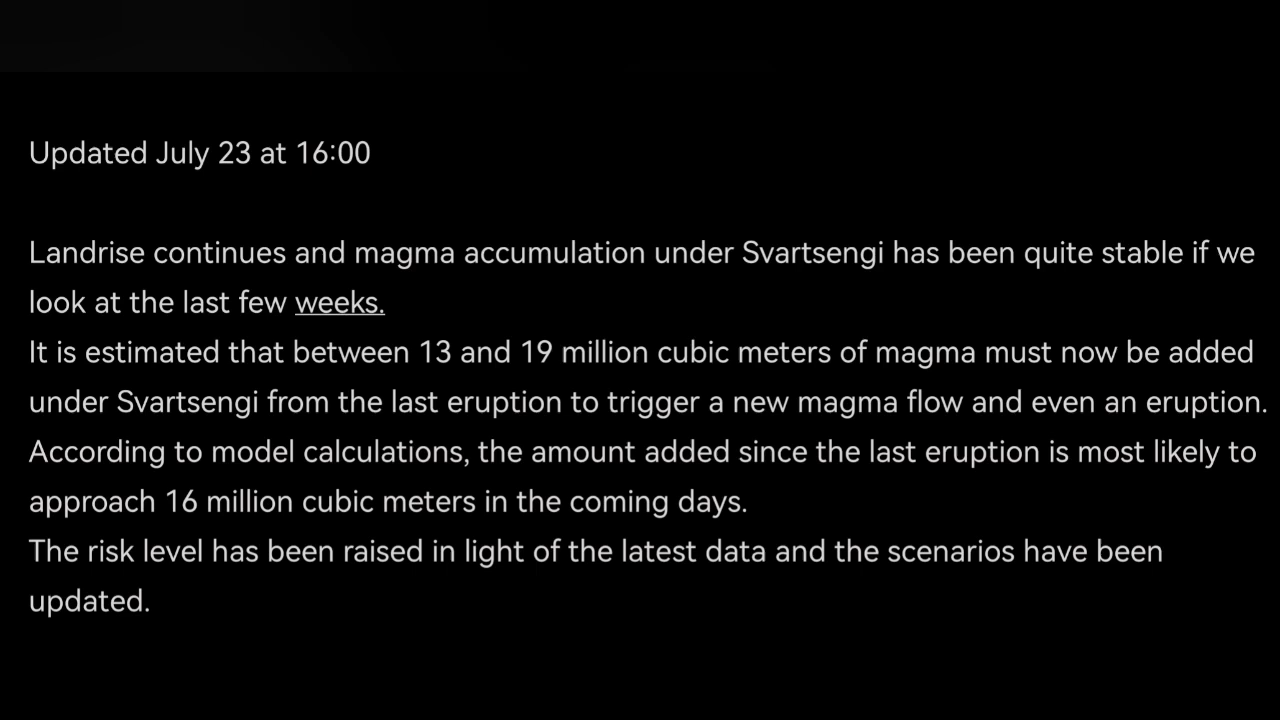 Updated July 23 at 16:00
Landrise continues and magma accumulation under Svartsengi has been quite stable if we
look at the last few weeks.
It is estimated that between 13 and 19 million cubic meters of magma must now be added
under Svartsengi from the last eruption to trigger a new magma flow and even an eruption.
According to model calculations, the amount added since the last eruption is most likely to
approach 16 million cubic meters in the coming days.
The risk level has been raised in light of the latest data and the scenarios have been
updated.